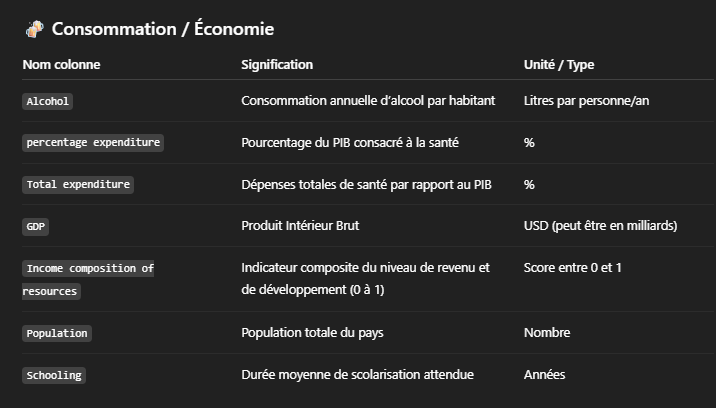 Consommation / Économie
Nom colonne Signification Unité / Type
Alcohol Consommation annuelle d'alcool par habitant Litres par personne/an
percentage expenditure Pourcentage du PIB consacré à la santé %
Total expenditure Dépenses totales de santé par rapport au PIB %
GDP Produit Intérieur Brut USD (peut être en milliards)
Income composition of Indicateur composite du niveau de revenu et Score entre 0 et 1
resources de développement (0 à 1)
Population Population totale du pays Nombre
Schooling Durée moyenne de scolarisation attendue Années